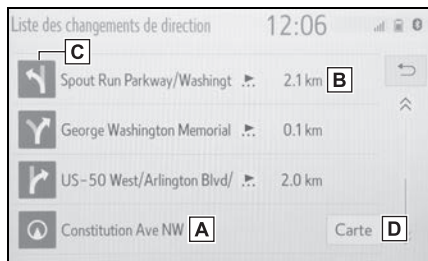 Liste des changements de direction 12:06
C
Spout Run Parkway/Washingt 2.1 km B
George Washington Memorial 0.1 km
US-50 West/Arlington Blvd/ 2.0 km
Constitution Ave NW A Carte D